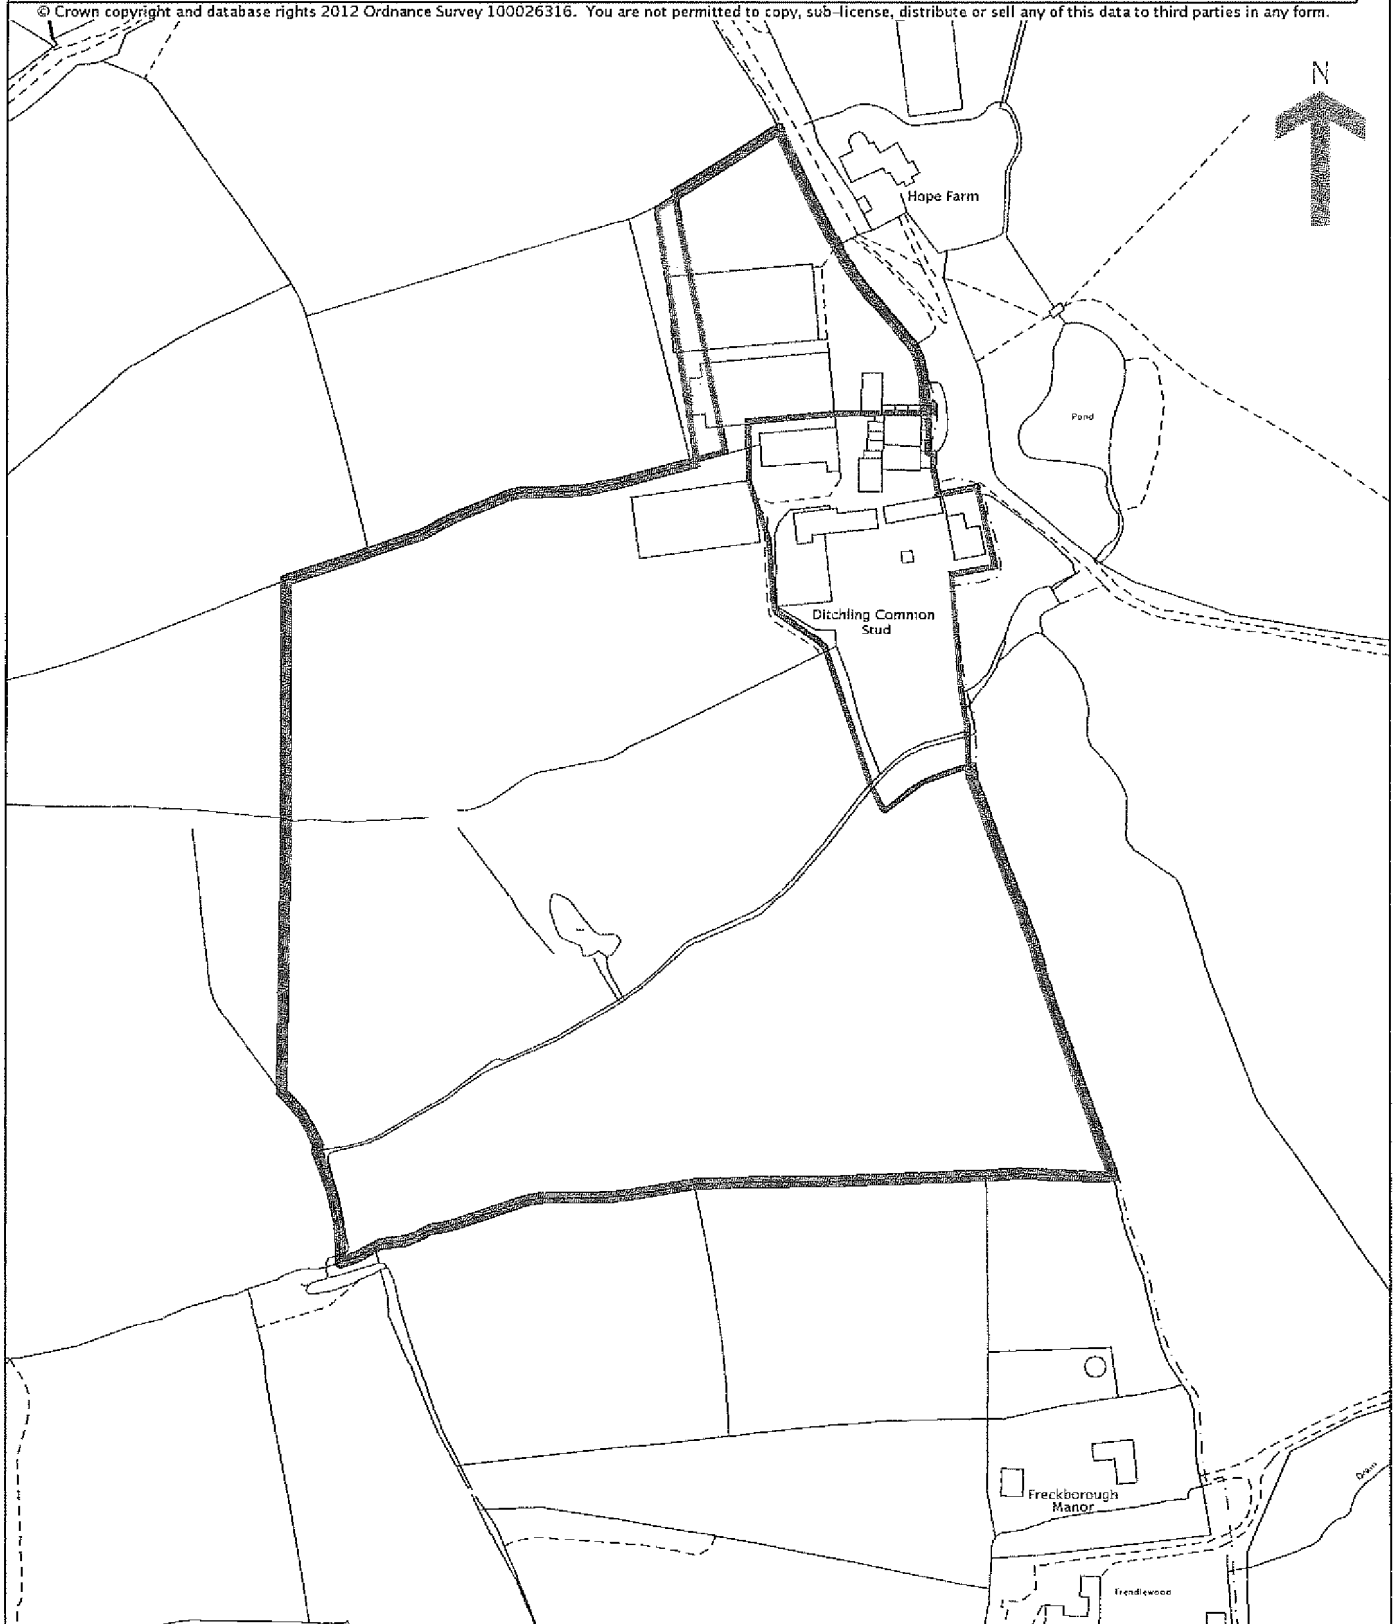 © Crown copyright and database rights 2012 Ordnance Survey 100026316. You are not permitted to copy, sub-license, distribute or sell any of this data to third parties in any form.
N
Hope Farm
Pond
Ditchling Common
Stud
Freckborough
Manor
Drain
Frendlewood